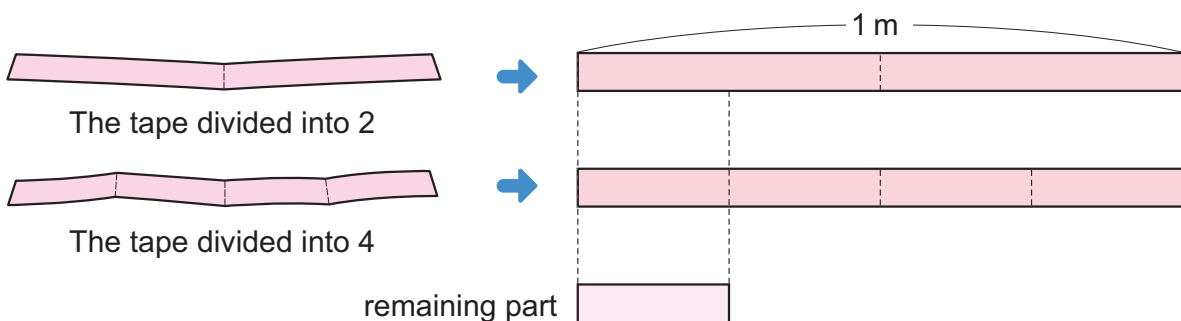 1 m
The tape divided into 2
The tape divided into 4
remaining part